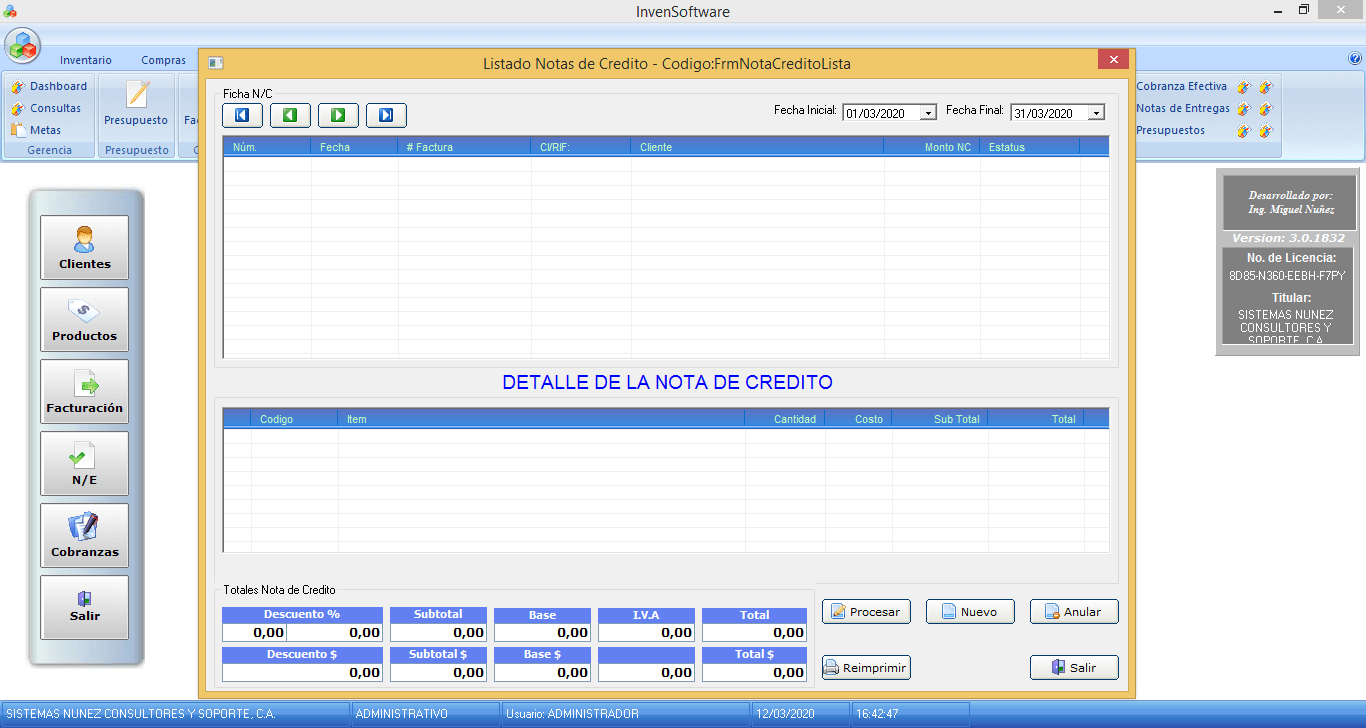 InvenSoftware
Inventario
Compras
Dashboard
Consultas
Metas
Gerencia
Presupuesto
Presupuesto
Cobranza Efectiva
Notas de Entregas
Presupuestos
Listado Notas de Credito - Codigo:FrmNotaCreditoLista
Ficha N/C
Fecha Inicial: 01/03/2020 Fecha Final: 31/03/2020
Núm. Fecha # Factura CI/RIF: Cliente Monto NC Estatus
DETALLE DE LA NOTA DE CREDITO
Codigo Item Cantidad Costo Sub Total Total
Totales Nota de Credito
Descuento % Subtotal Base I.V.A Total
0,00 0,00 0,00 0,00 0,00 0,00
Descuento $ Subtotal $ Base $ Total $
0,00 0,00 0,00 0,00 0,00
Procesar Nuevo Anular
Reimprimir Salir
Clientes
Productos
Facturación
N/E
Cobranzas
Salir
Desarrollado por:
Ing. Miguel Nuñez
Version: 3.0.1832
No. de Licencia:
8D85-N360-EEBH-F7PY
Titular:
SISTEMAS NUNEZ
CONSULTORES Y
SOPORTE, C.A.
SISTEMAS NUNEZ CONSULTORES Y SOPORTE, C.A. ADMINISTRATIVO Usuario: ADMINISTRADOR 12/03/2020 16:42:47